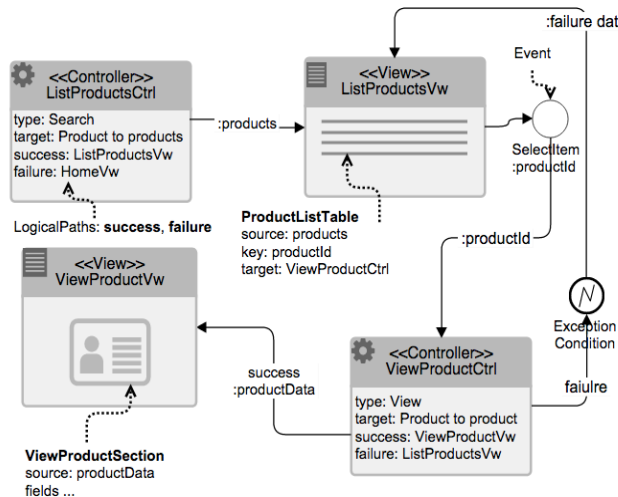 :failure dat
<<Controller>>
ListProductsCtrl
type: Search
target: Product to products
success: ListProductsVw
failure: HomeVw
LogicalPaths: success, failure
:products
<<View>>
ListProductsVw
ProductListTable
source: products
key: productId
target: ViewProductCtrl
Event
SelectItem
:productId
:productId
<<View>>
ViewProductVw
ViewProductSection
source: productData
fields ...
success
:productData
<<Controller>>
ViewProductCtrl
type: View
target: Product to product
success: ViewProductVw
failure: ListProductsVw
Exception
Condition
faiulre